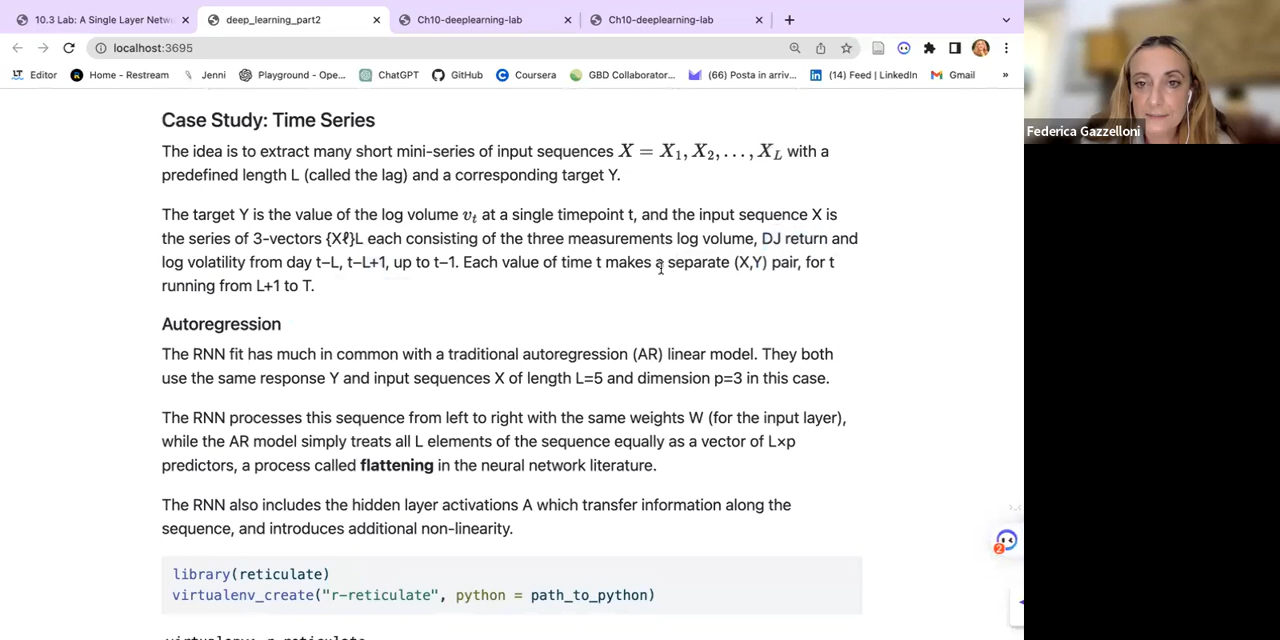 10.3 Lab: A Single Layer Netw
deep_learning_part2
Ch10-deeplearning-lab
Ch10-deeplearning-lab
localhost:3695
Editor
Home - Restream
Jenni
Playground - Ope...
ChatGPT
GitHub
Coursera
GBD Collaborator...
(66) Posta in arriv...
(14) Feed | LinkedIn
Gmail
»
Case Study: Time Series
The idea is to extract many short mini-series of input sequences X = X1, X2, . . . , XL with a
predefined length L (called the lag) and a corresponding target Y.
The target Y is the value of the log volume vt at a single timepoint t, and the input sequence X is
the series of 3-vectors {Xℓ}L each consisting of the three measurements log volume, DJ return and
log volatility from day t−L, t−L+1, up to t−1. Each value of time t makes a separate (X,Y) pair, for t
running from L+1 to T.
Autoregression
The RNN fit has much in common with a traditional autoregression (AR) linear model. They both
use the same response Y and input sequences X of length L=5 and dimension p=3 in this case.
The RNN processes this sequence from left to right with the same weights W (for the input layer),
while the AR model simply treats all L elements of the sequence equally as a vector of L×p
predictors, a process called flattening in the neural network literature.
The RNN also includes the hidden layer activations A which transfer information along the
sequence, and introduces additional non-linearity.
library(reticulate)
virtualenv_create("r-reticulate", python = path_to_python)
virtualenv: r-reticulate
Federica Gazzelloni
2